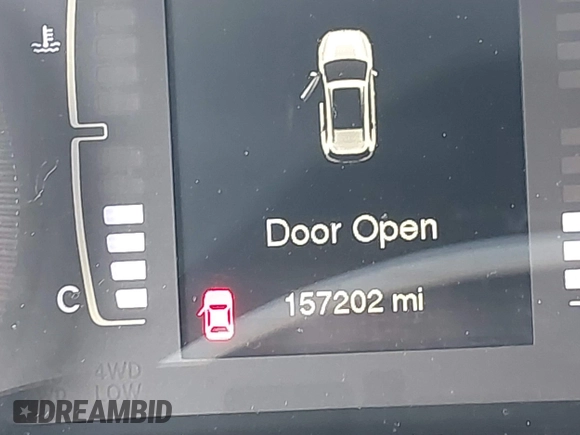 Door Open
C
157202 mi
4WD
LOW
DREAMBID